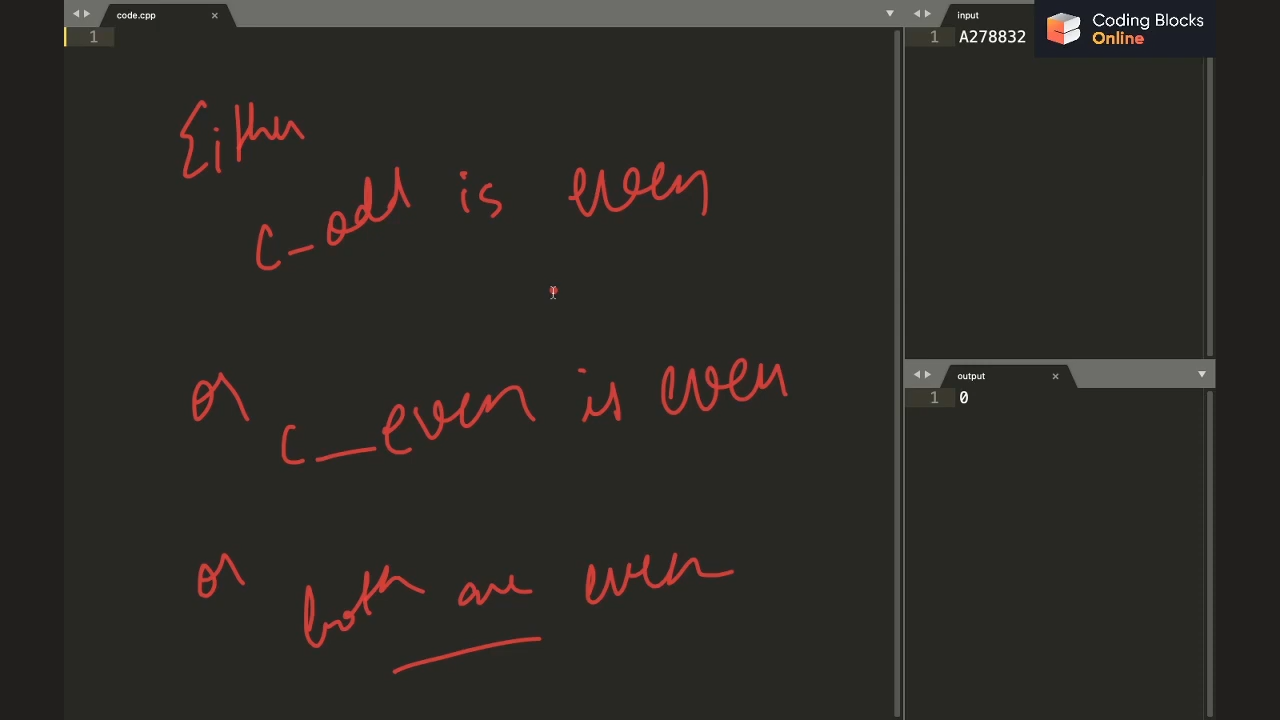 code.cpp
1
Either
c-odd is even
or
c_even is even
or
both are even
input
1 A278832
Coding Blocks
Online
output
1 0